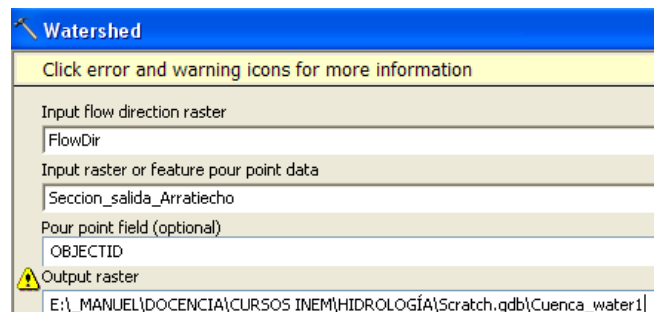 Watershed
Click error and warning icons for more information
Input flow direction raster
FlowDir
Input raster or feature pour point data
Seccion_salida_Arratiecho
Pour point field (optional)
OBJECTID
Output raster
E:\_MANUEL\DOCENCIA\CURSOS INEM\HIDROLOGÍA\Scratch.gdb\Cuenca_water1